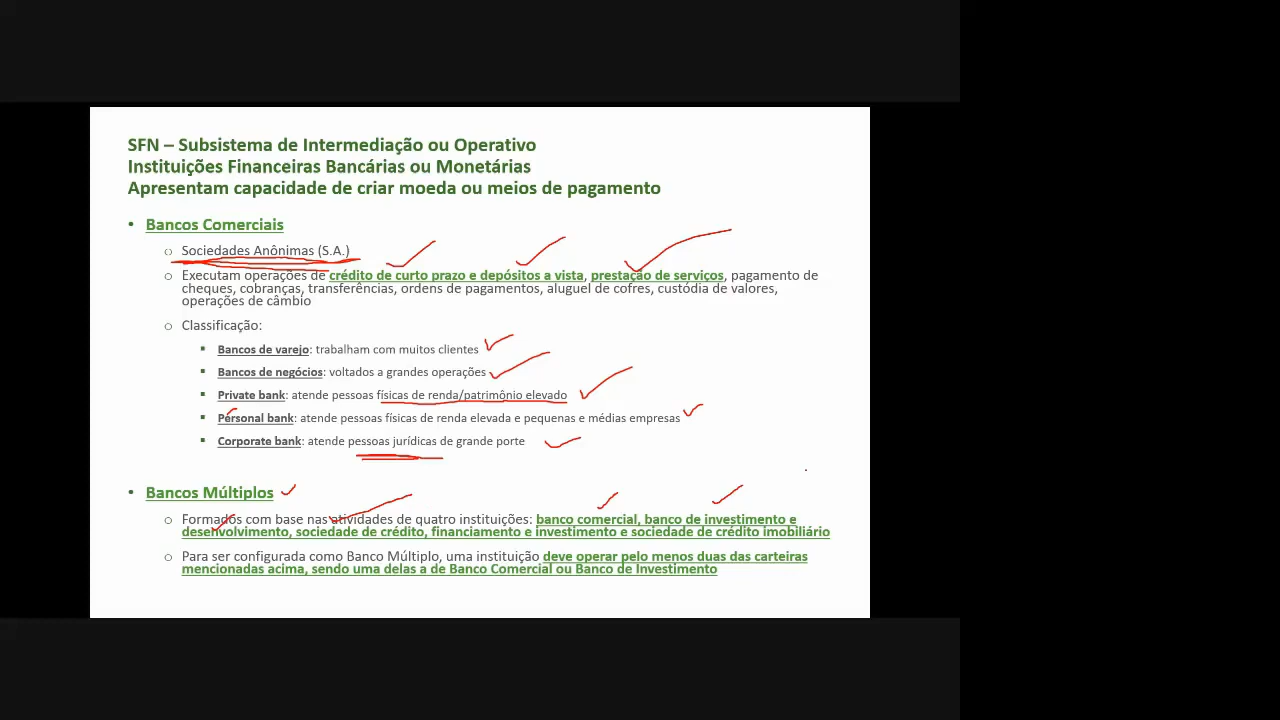 SFN – Subsistema de Intermediação ou Operativo
Instituições Financeiras Bancárias ou Monetárias
Apresentam capacidade de criar moeda ou meios de pagamento
• Bancos Comerciais
o Sociedades Anônimas (S.A.)
o Executam operações de crédito de curto prazo e depósitos a vista, prestação de serviços, pagamento de
cheques, cobranças, transferências, ordens de pagamentos, aluguel de cofres, custódia de valores,
operações de câmbio
o Classificação:
▪ Bancos de varejo: trabalham com muitos clientes
▪ Bancos de negócios: voltados a grandes operações
▪ Private bank: atende pessoas físicas de renda/patrimônio elevado
▪ Personal bank: atende pessoas físicas de renda elevada e pequenas e médias empresas
▪ Corporate bank: atende pessoas jurídicas de grande porte
• Bancos Múltiplos
o Formados com base nas atividades de quatro instituições: banco comercial, banco de investimento e
desenvolvimento, sociedade de crédito, financiamento e investimento e sociedade de crédito imobiliário
o Para ser configurada como Banco Múltiplo, uma instituição deve operar pelo menos duas das carteiras
mencionadas acima, sendo uma delas a de Banco Comercial ou Banco de Investimento